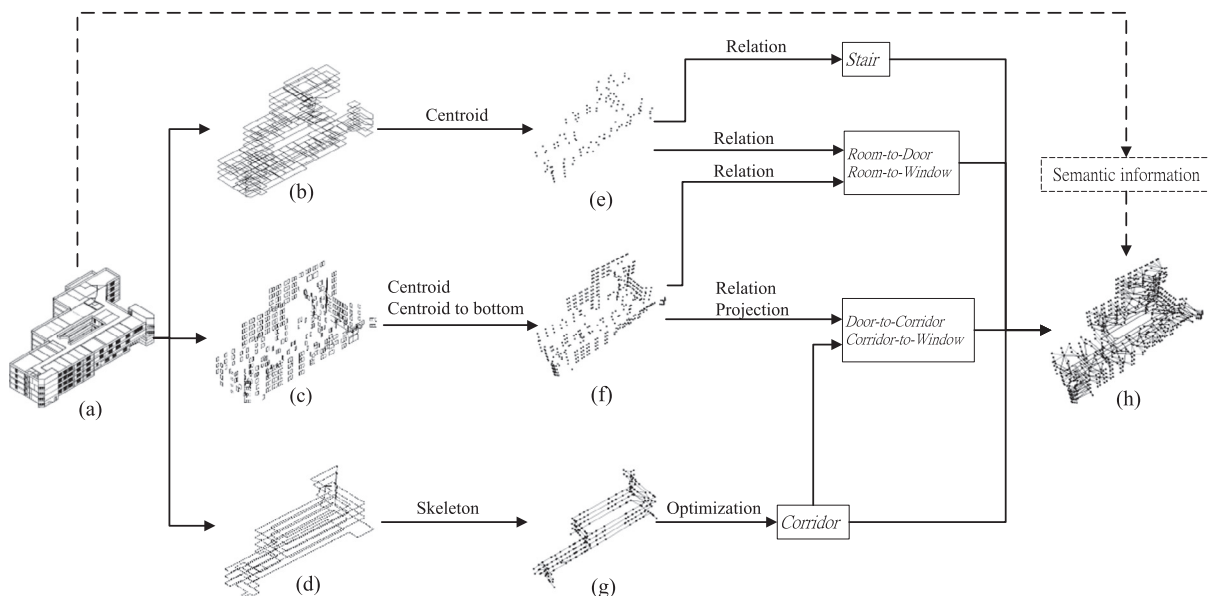 Relation
Stair
Centroid
Relation
Room-to-Door
Room-to-Window
Relation
Semantic information
(b)
(e)
Centroid
Centroid to bottom
Relation
Projection
Door-to-Corridor
Corridor-to-Window
(a)
(c)
(f)
(h)
Skeleton
Optimization
Corridor
(d)
(g)